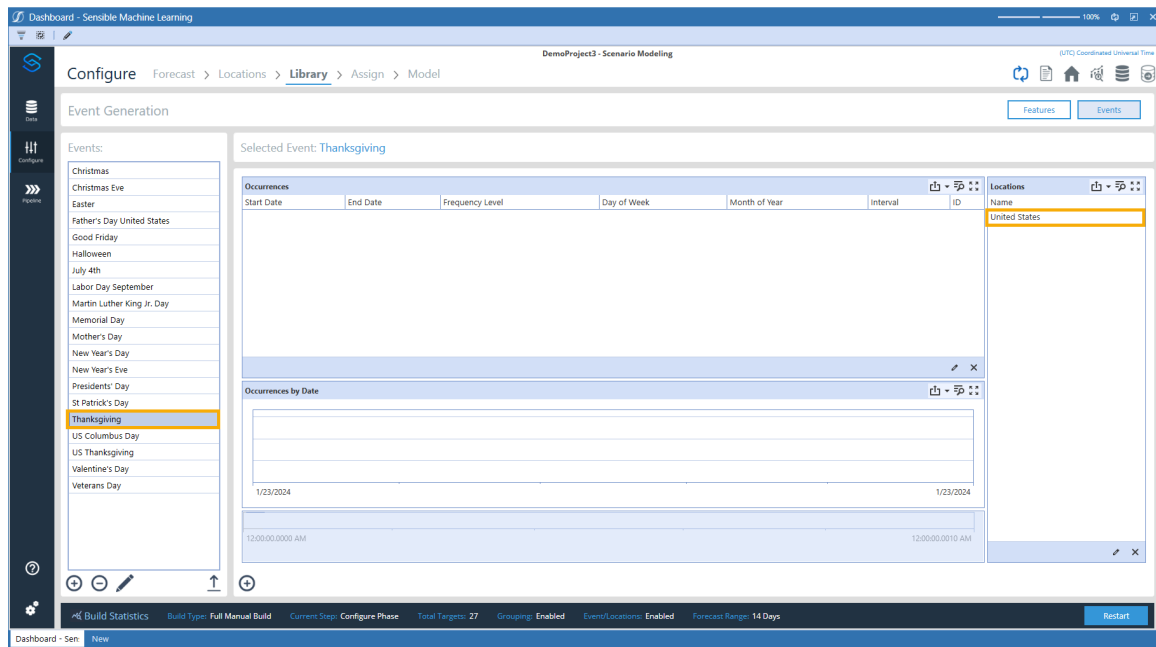 Dashboard - Sensible Machine Learning
100%
DemoProject3 - Scenario Modeling
(UTC) Coordinated Universal Time
Configure Forecast > Locations > Library > Assign > Model
Data
Configure
Pipeline
Event Generation
Features
Events
Events:
Selected Event: Thanksgiving
Christmas
Christmas Eve
Easter
Father's Day United States
Good Friday
Halloween
July 4th
Labor Day September
Martin Luther King Jr. Day
Memorial Day
Mother's Day
New Year's Day
New Year's Eve
Presidents' Day
St Patrick's Day
Thanksgiving
US Columbus Day
US Thanksgiving
Valentine's Day
Veterans Day
Occurrences
Start Date End Date Frequency Level Day of Week Month of Year Interval ID
Locations
Name
United States
Occurrences by Date
1/23/2024 1/23/2024
12:00:00.0000 AM 12:00:00.0010 AM
Build Statistics Build Type: Full Manual Build Current Step: Configure Phase Total Targets: 27 Grouping: Enabled Event/Locations: Enabled Forecast Range: 14 Days Restart
Dashboard - Sen: New